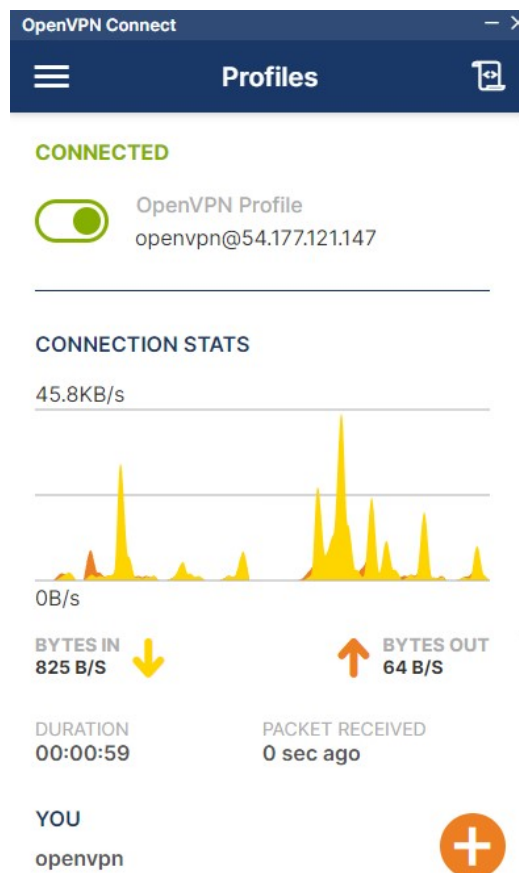 OpenVPN Connect
Profiles
CONNECTED
OpenVPN Profile
openvpn@54.177.121.147
CONNECTION STATS
45.8KB/s
0B/s
BYTES IN
825 B/S
BYTES OUT
64 B/S
DURATION
00:00:59
PACKET RECEIVED
0 sec ago
YOU
openvpn